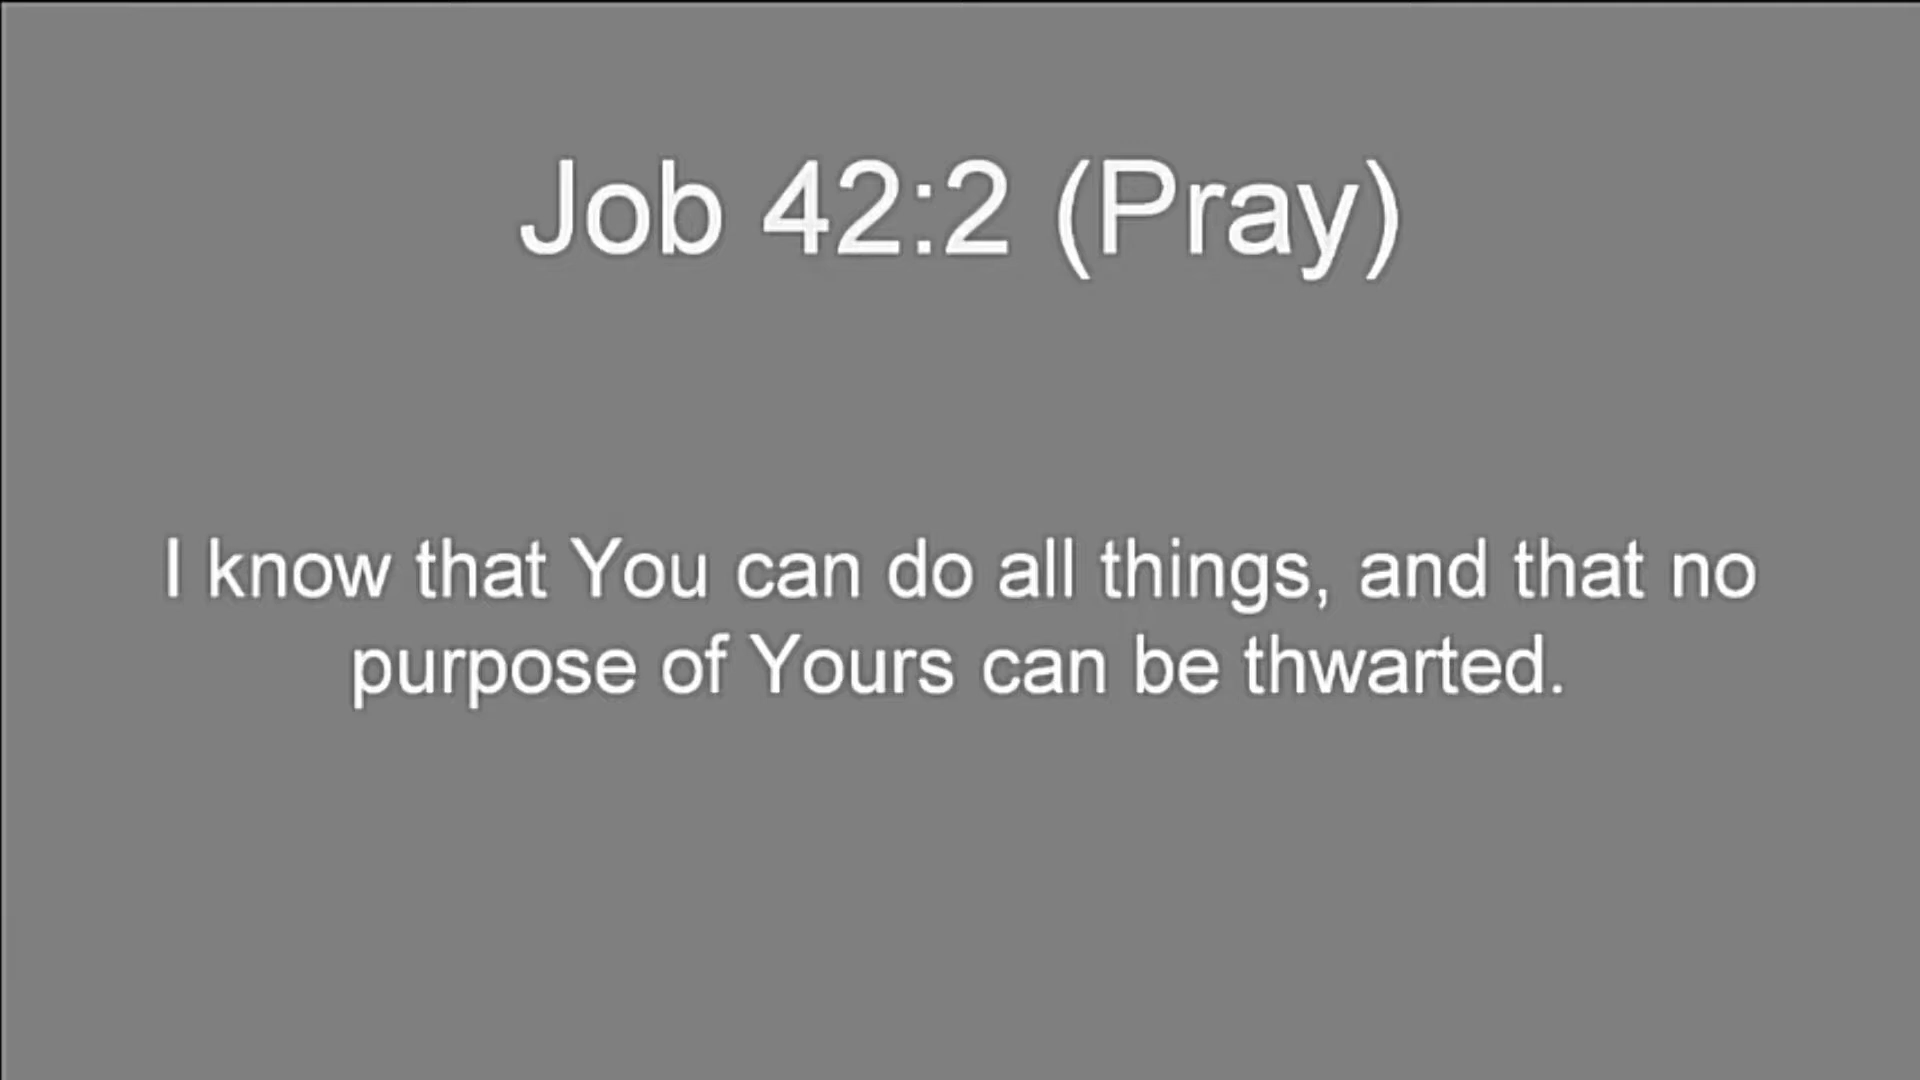 Job 42:2 (Pray)
I know that You can do all things, and that no
purpose of Yours can be thwarted.